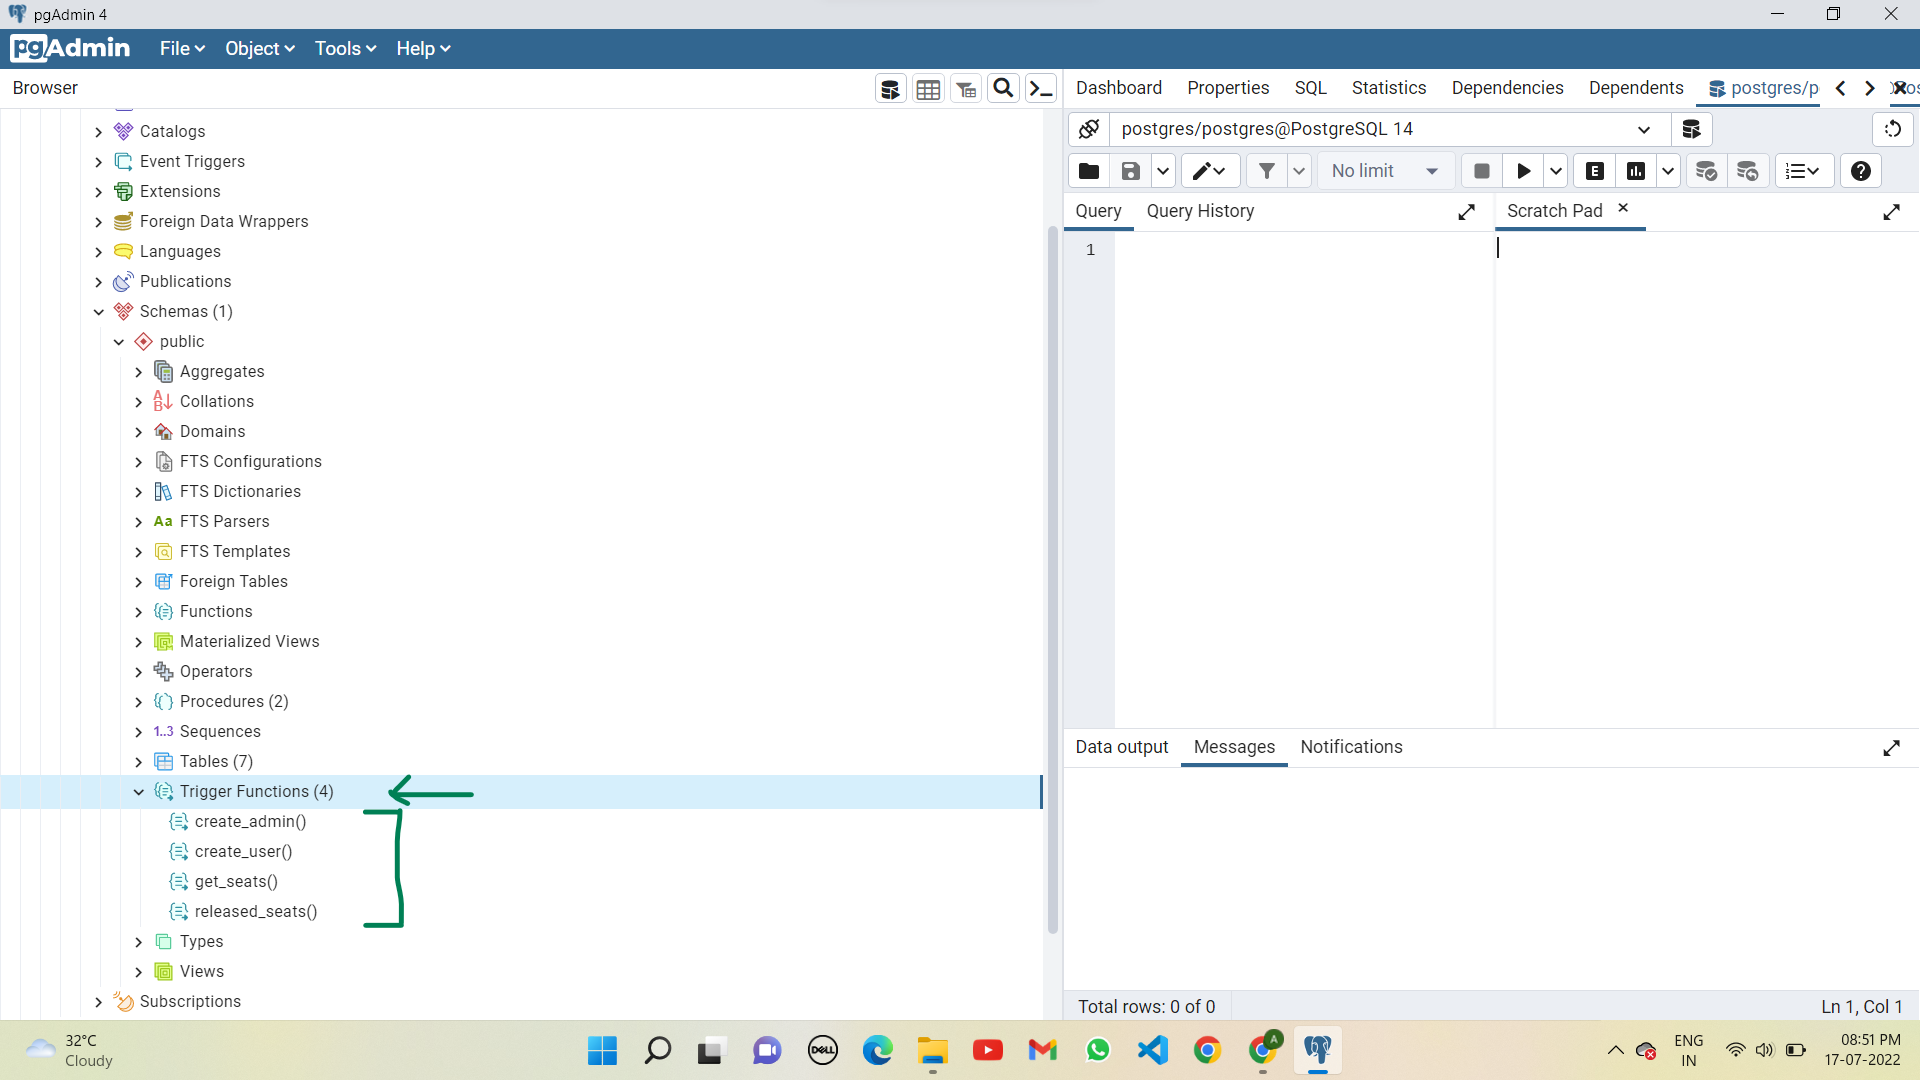 pgAdmin 4
pgAdmin File Object Tools Help
Browser
Dashboard Properties SQL Statistics Dependencies Dependents postgres/p
Catalogs
Event Triggers
Extensions
Foreign Data Wrappers
Languages
Publications
Schemas (1)
public
Aggregates
Collations
Domains
FTS Configurations
FTS Dictionaries
Aa FTS Parsers
FTS Templates
Foreign Tables
Functions
Materialized Views
Operators
Procedures (2)
1..3 Sequences
Tables (7)
Trigger Functions (4)
create_admin()
create_user()
get_seats()
released_seats()
Types
Views
Subscriptions
postgres/postgres@PostgreSQL 14
No limit
E
Query Query History
Scratch Pad
1
Data output Messages Notifications
Total rows: 0 of 0
Ln 1, Col 1
32°C
Cloudy
DELL
A
ENG
IN
08:51 PM
17-07-2022